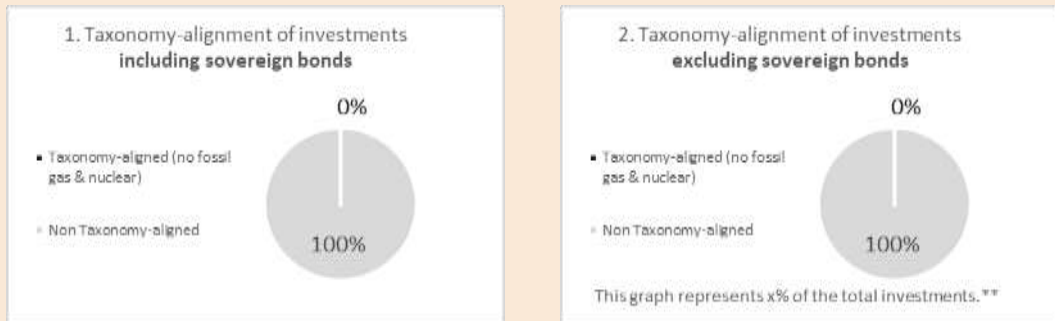 1. Taxonomy-alignment of investments
including sovereign bonds
0%
Taxonomy-aligned (no fossil
gas & nuclear)
Non Taxonomy-aligned
100%
2. Taxonomy-alignment of investments
excluding sovereign bonds
0%
Taxonomy-aligned (no fossil
gas & nuclear)
Non Taxonomy-aligned
100%
This graph represents x% of the total investments.**